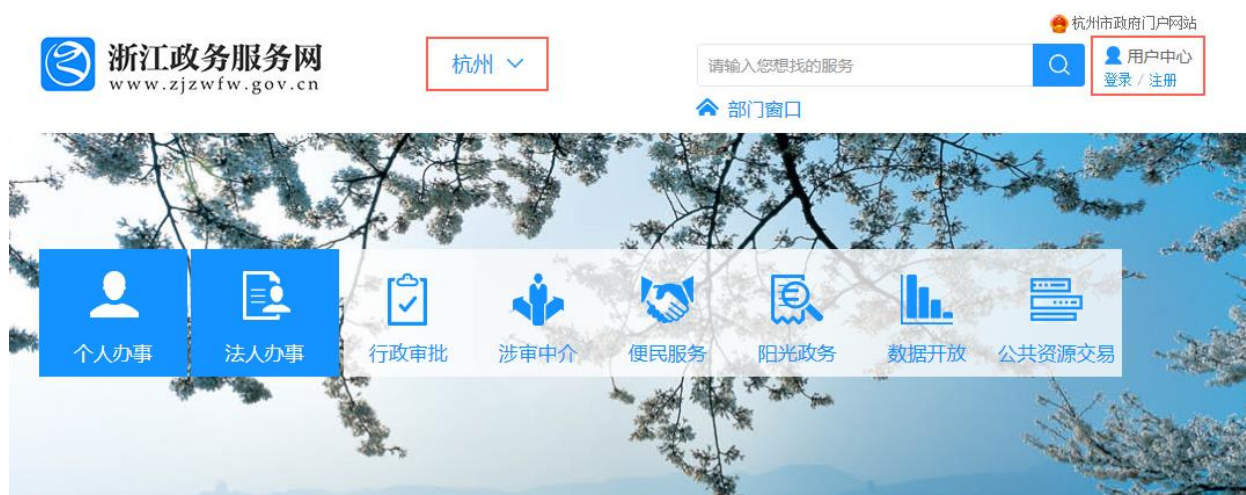 杭州市政府门户网站
浙江政务服务网
www.zjzwfw.gov.cn
杭州
请输入您想找的服务
用户中心
登录 / 注册
部门窗口
个人办事
法人办事
行政审批
涉审中介
便民服务
阳光政务
数据开放
公共资源交易